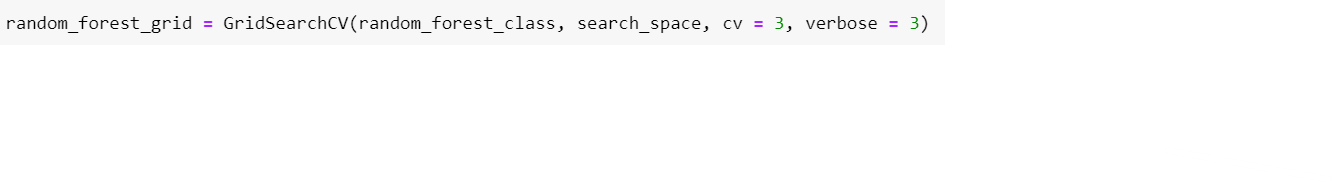 random_forest_grid = GridSearchCV(random_forest_class, search_space, cv = 3, verbose = 3)